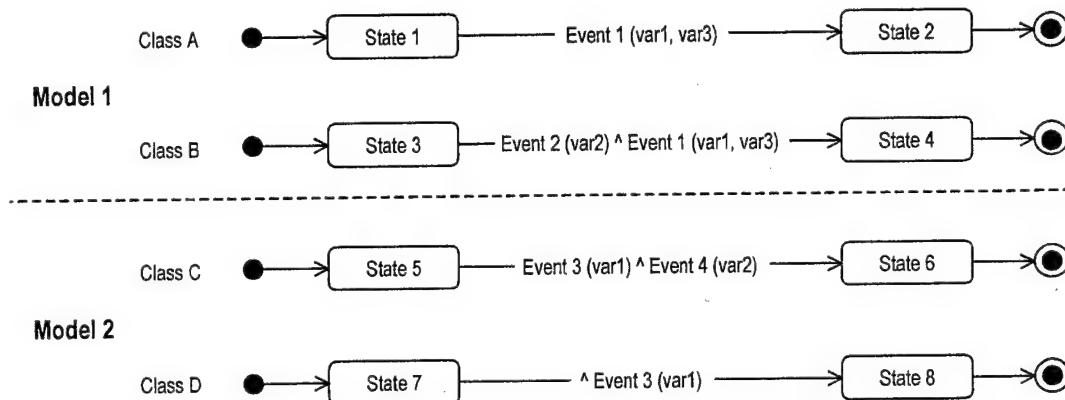 Class A State 1 Event 1 (var1, var3) State 2
Model 1
Class B State 3 Event 2 (var2) ^ Event 1 (var1, var3) State 4
Class C State 5 Event 3 (var1) ^ Event 4 (var2) State 6
Model 2
Class D State 7 ^ Event 3 (var1) State 8